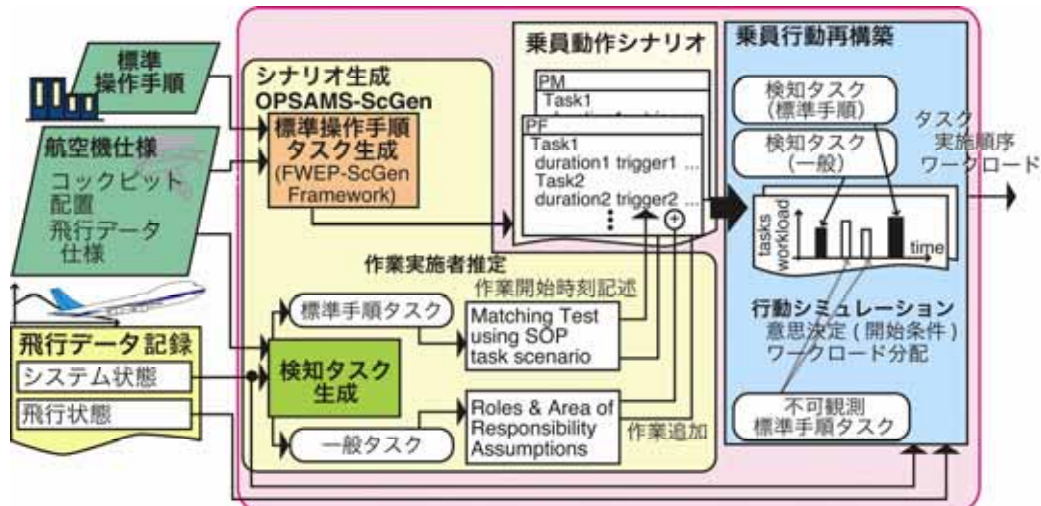 標準
操作手順
航空機仕様
コックピット
配置
飛行データ
仕様
飛行データ記録
システム状態
飛行状態
シナリオ生成
OPSAMS-ScGen
標準操作手順
タスク生成
(FWEP-ScGen
Framework)
作業実施者推定
標準手順タスク
検知タスク
生成
一般タスク
作業開始時刻記述
Matching Test
using SOP
task scenario
Roles & Area of
Responsibility
Assumptions
作業追加
乗員動作シナリオ
PM
Task1
PF
Task1
duration1 trigger1 ...
Task2
duration2 trigger2 ...
乗員行動再構築
検知タスク
(標準手順)
検知タスク
(一般)
tasks
workload
time
行動シミュレーション
意思決定 ( 開始条件 )
ワークロード分配
不可観測
標準手順タスク
タスク
実施順序
ワークロード